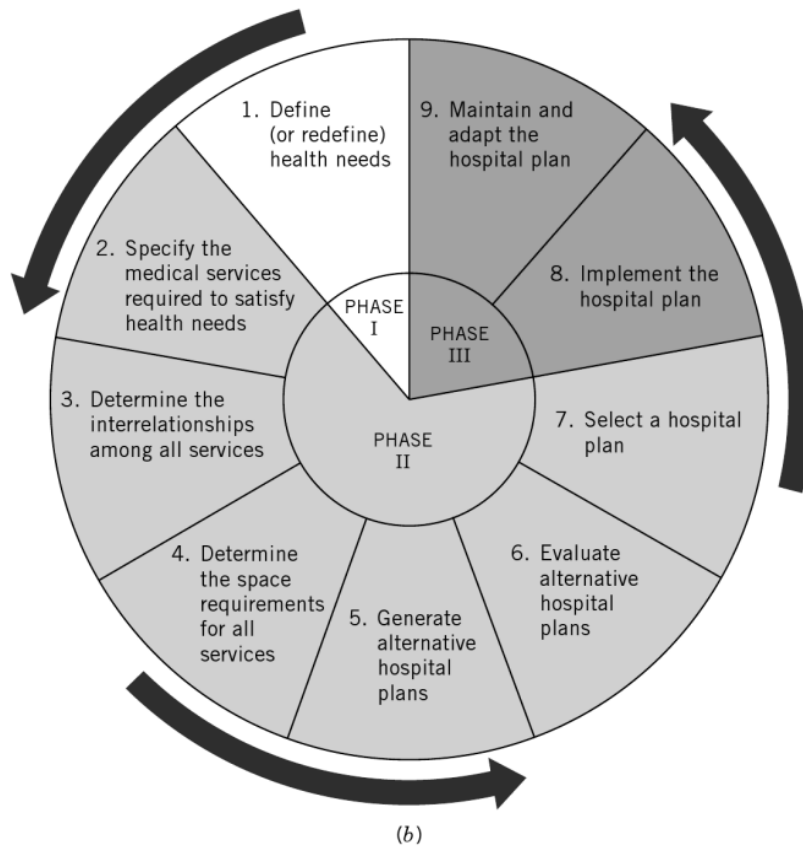 1. Define
(or redefine)
health needs
2. Specify the
medical services
required to satisfy
health needs
3. Determine the
interrelationships
among all services
4. Determine
the space
requirements
for all
services
5. Generate
alternative
hospital
plans
6. Evaluate
alternative
hospital
plans
7. Select a hospital
plan
8. Implement the
hospital plan
9. Maintain and
adapt the
hospital plan
PHASE
I
PHASE
II
PHASE
III
(b)